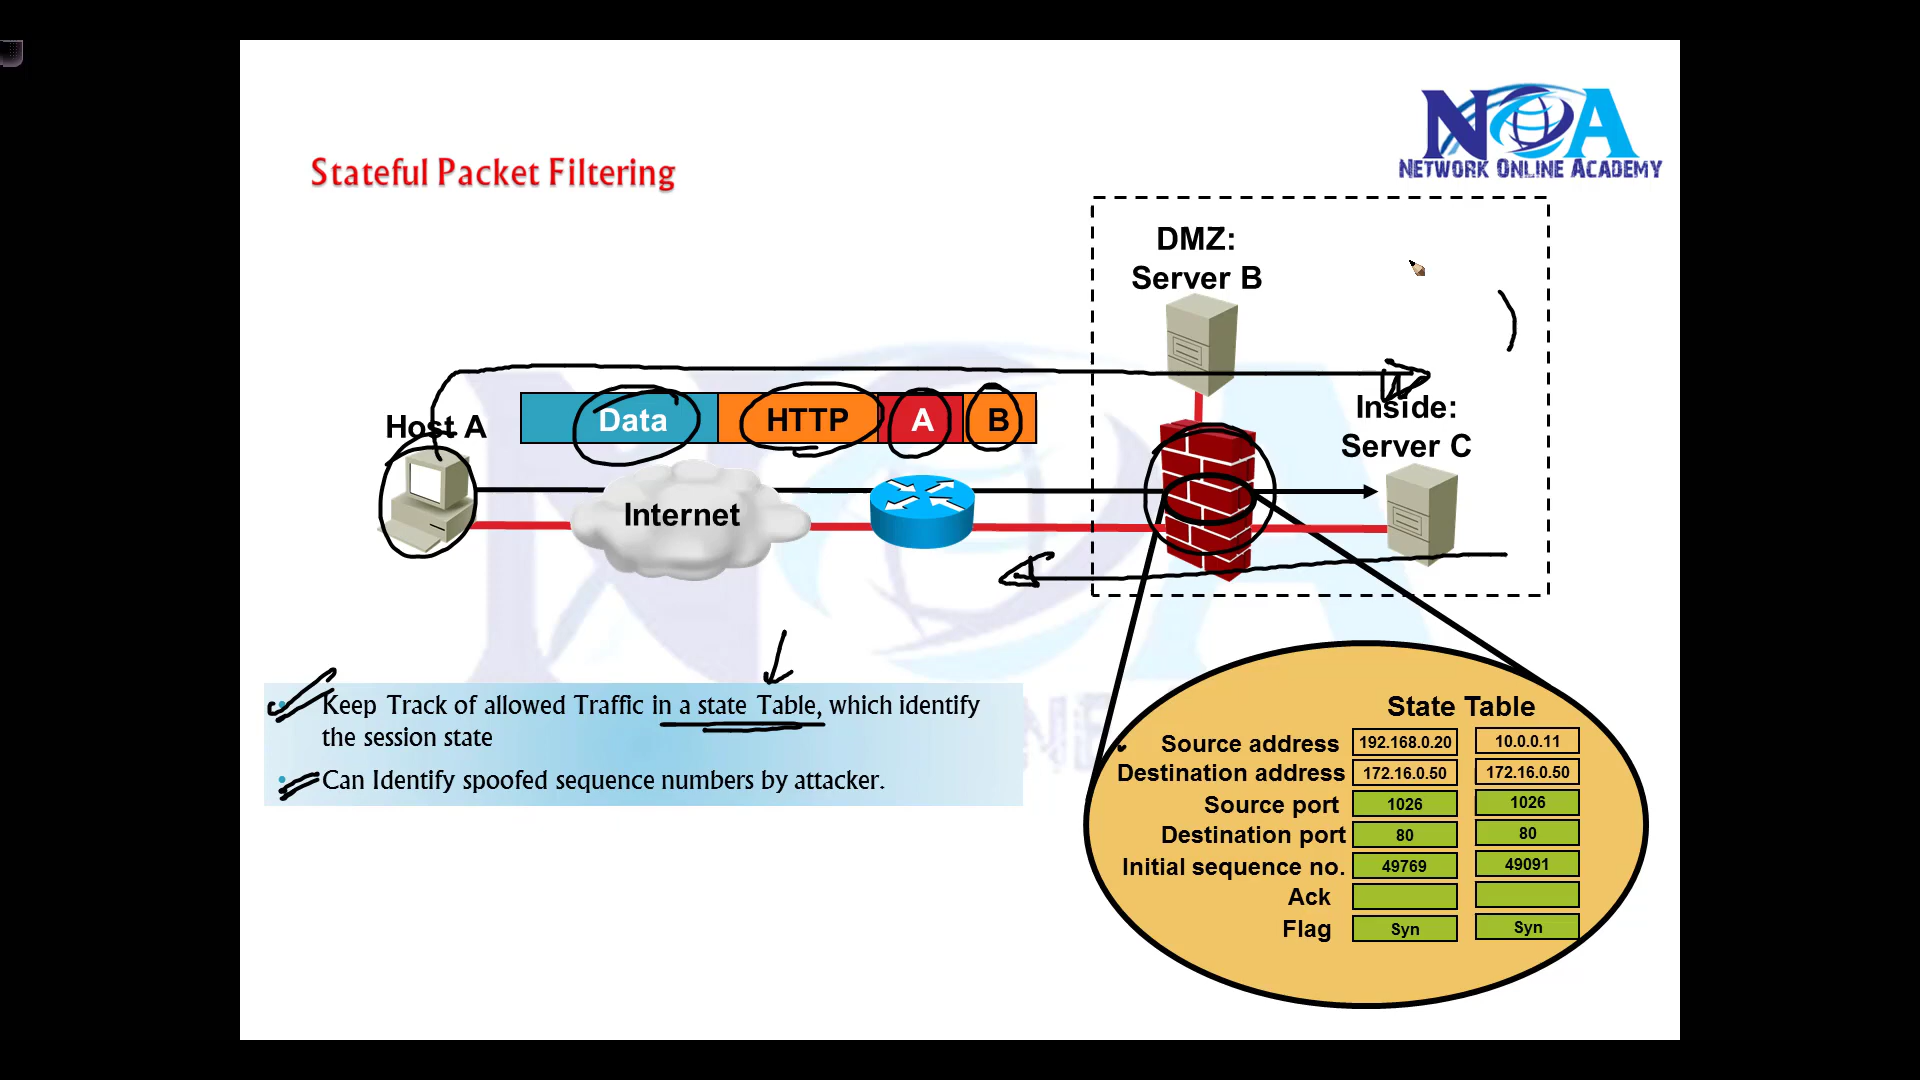 NOA
NETWORK ONLINE ACADEMY
Stateful Packet Filtering
DMZ:
Server B
Host A
Data HTTP A B
Inside:
Server C
Internet
Keep Track of allowed Traffic in a state Table, which identify
the session state
Can Identify spoofed sequence numbers by attacker.
State Table
Source address 192.168.0.20 10.0.0.11
Destination address 172.16.0.50 172.16.0.50
Source port 1026 1026
Destination port 80 80
Initial sequence no. 49769 49091
Ack
Flag Syn Syn